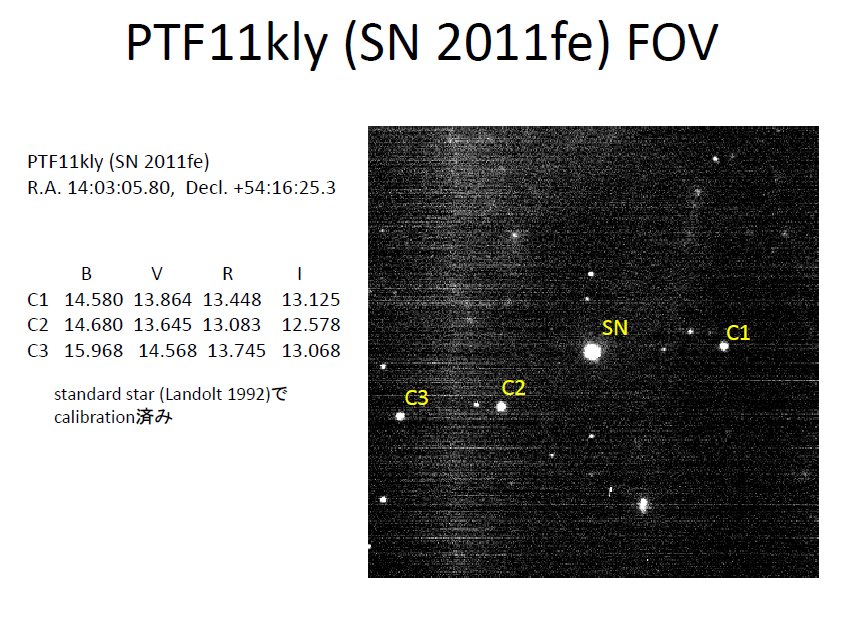 PTF11kly (SN 2011fe) FOV
PTF11kly (SN 2011fe)
R.A. 14:03:05.80, Decl. +54:16:25.3
B V R I
C1 14.580 13.864 13.448 13.125
C2 14.680 13.645 13.083 12.578
C3 15.968 14.568 13.745 13.068
standard star (Landolt 1992)で
calibration済み
SN
C1
C2
C3